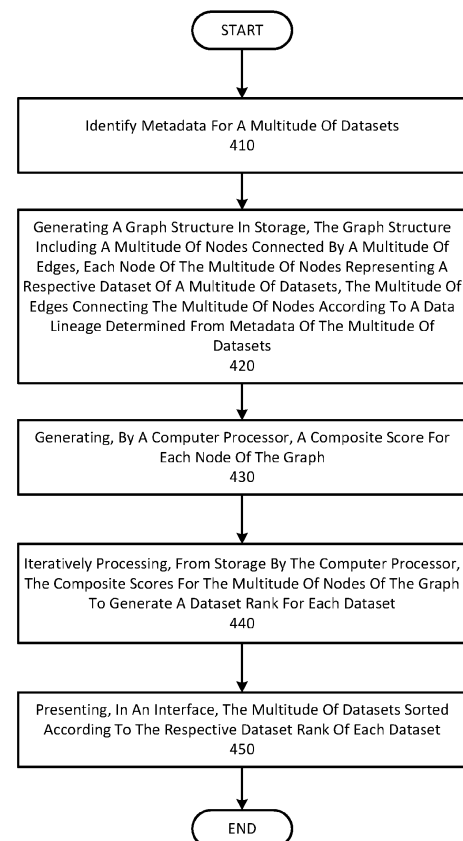 START
Identify Metadata For A Multitude Of Datasets
410
Generating A Graph Structure In Storage, The Graph Structure
Including A Multitude Of Nodes Connected By A Multitude Of
Edges, Each Node Of The Multitude Of Nodes Representing A
Respective Dataset Of A Multitude Of Datasets, The Multitude Of
Edges Connecting The Multitude Of Nodes According To A Data
Lineage Determined From Metadata Of The Multitude Of
Datasets
420
Generating, By A Computer Processor, A Composite Score For
Each Node Of The Graph
430
Iteratively Processing, From Storage By The Computer Processor,
The Composite Scores For The Multitude Of Nodes Of The Graph
To Generate A Dataset Rank For Each Dataset
440
Presenting, In An Interface, The Multitude Of Datasets Sorted
According To The Respective Dataset Rank Of Each Dataset
450
END